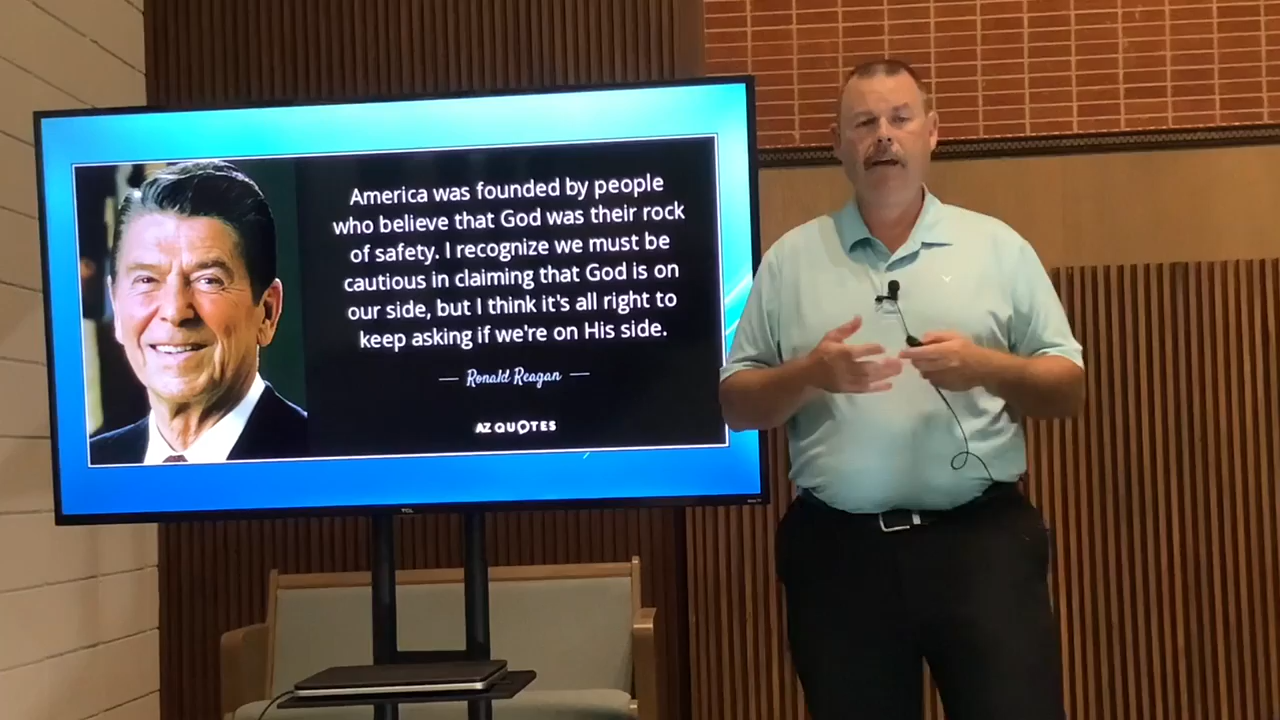 America was founded by people
who believe that God was their rock
of safety. I recognize we must be
cautious in claiming that God is on
our side, but I think it's all right to
keep asking if we're on His side.
— Ronald Reagan —
AZ QUOTES
TCL